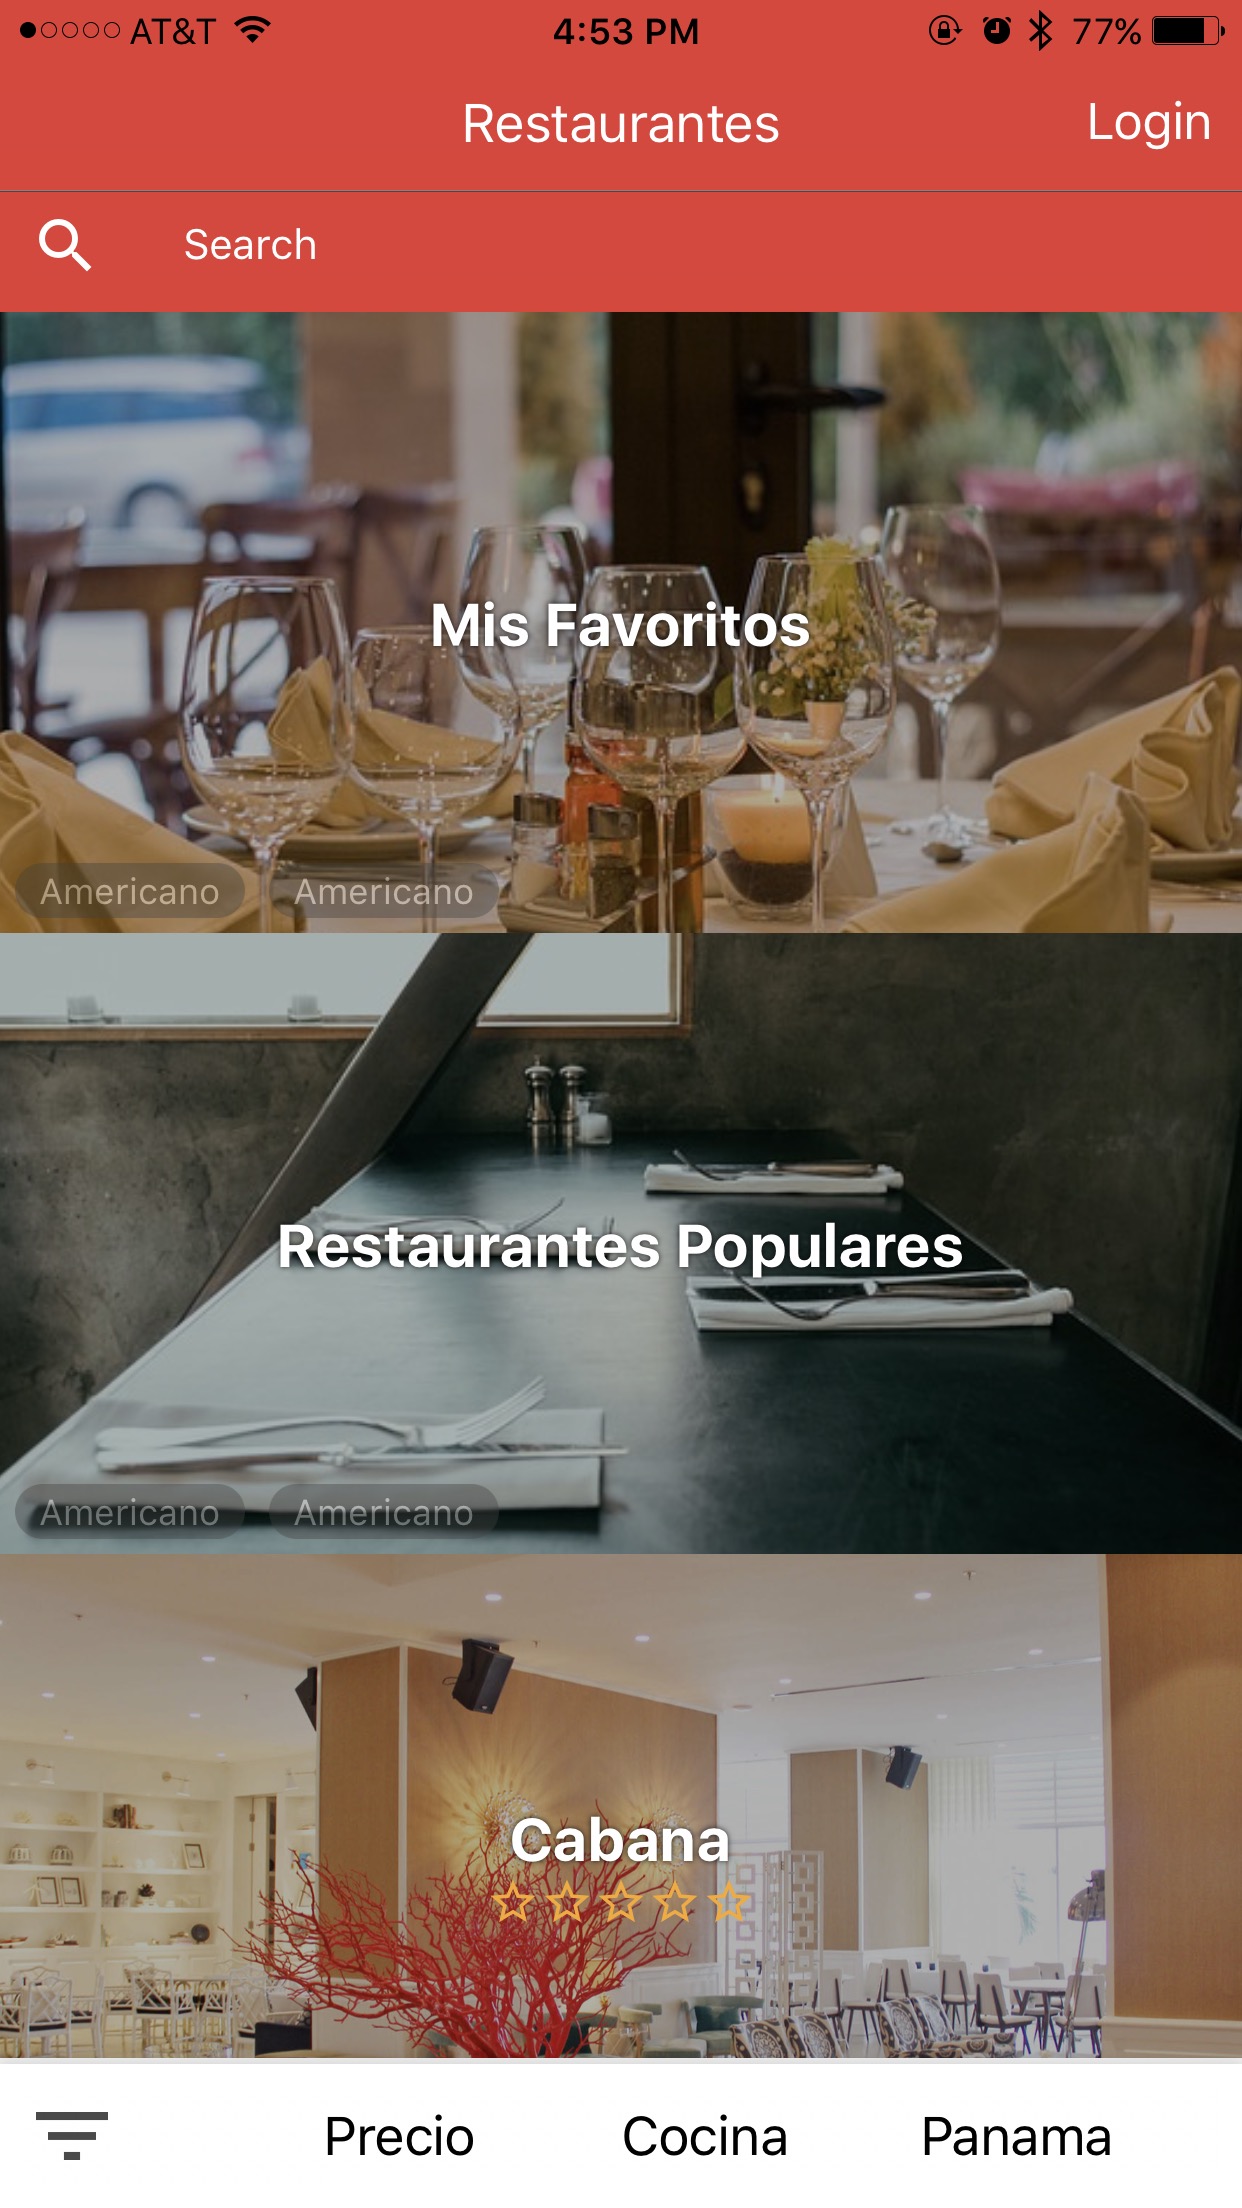 AT&T 4:53 PM 77%
Restaurantes Login
Search
Mis Favoritos
Americano Americano
Restaurantes Populares
Americano Americano
Cabana
Precio Cocina Panama